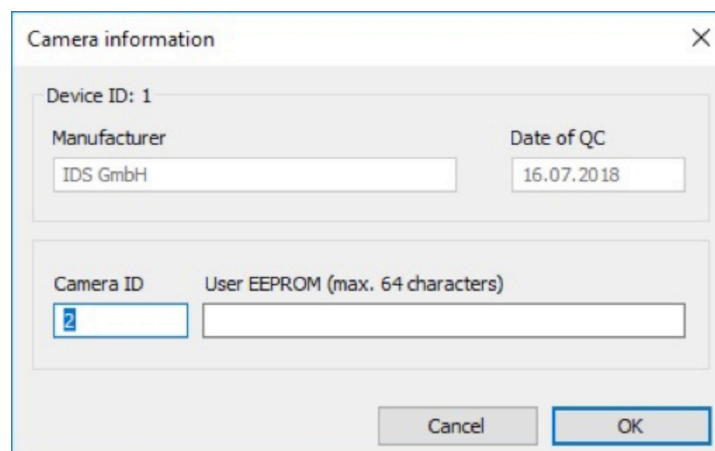 Camera information
Device ID: 1
Manufacturer Date of QC
IDS GmbH 16.07.2018
Camera ID User EEPROM (max. 64 characters)
2
Cancel OK